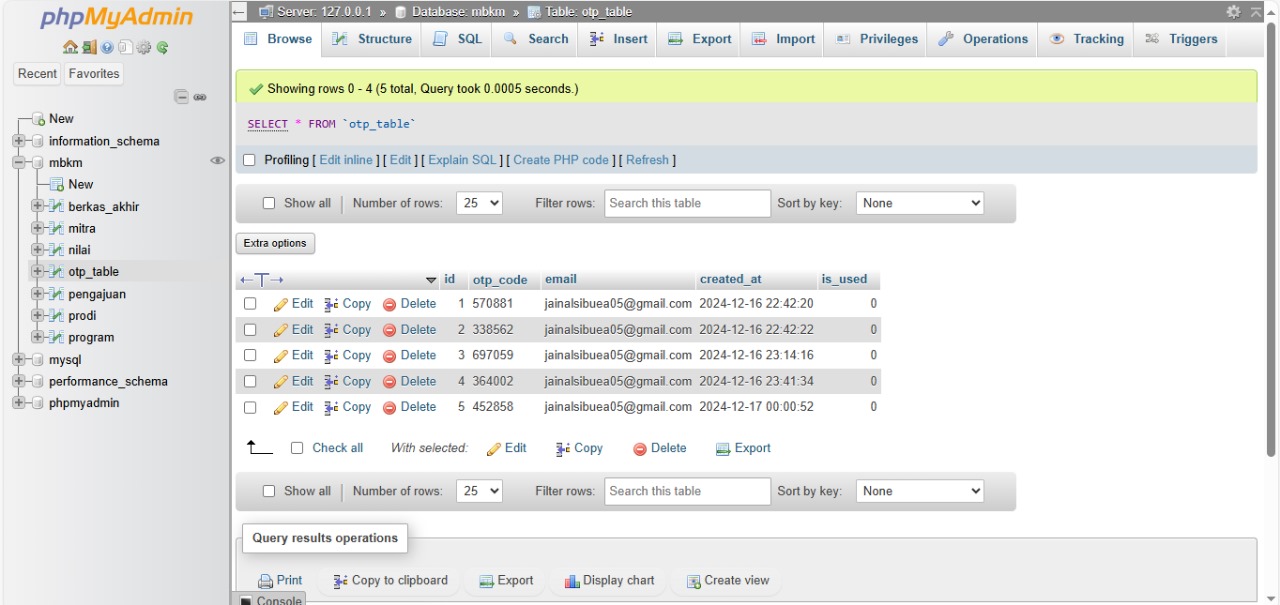 phpMyAdmin
Recent Favorites
New
information_schema
mbkm
New
berkas_akhir
mitra
nilai
otp_table
pengajuan
prodi
program
mysql
performance_schema
phpmyadmin
Server: 127.0.0.1 » Database: mbkm » Table: otp_table
Browse Structure SQL Search Insert Export Import Privileges Operations Tracking Triggers
Showing rows 0 - 4 (5 total, Query took 0.0005 seconds.)
SELECT * FROM `otp_table`
Profiling [ Edit inline ] [ Edit ] [ Explain SQL ] [ Create PHP code ] [ Refresh ]
Show all Number of rows: 25 Filter rows: Search this table Sort by key: None
Extra options
id otp_code email created_at is_used
Edit Copy Delete 1 570881 jainalsibuea05@gmail.com 2024-12-16 22:42:20 0
Edit Copy Delete 2 338562 jainalsibuea05@gmail.com 2024-12-16 22:42:22 0
Edit Copy Delete 3 697059 jainalsibuea05@gmail.com 2024-12-16 23:14:16 0
Edit Copy Delete 4 364002 jainalsibuea05@gmail.com 2024-12-16 23:41:34 0
Edit Copy Delete 5 452858 jainalsibuea05@gmail.com 2024-12-17 00:00:52 0
Check all With selected: Edit Copy Delete Export
Show all Number of rows: 25 Filter rows: Search this table Sort by key: None
Query results operations
Print Copy to clipboard Export Display chart Create view
Console